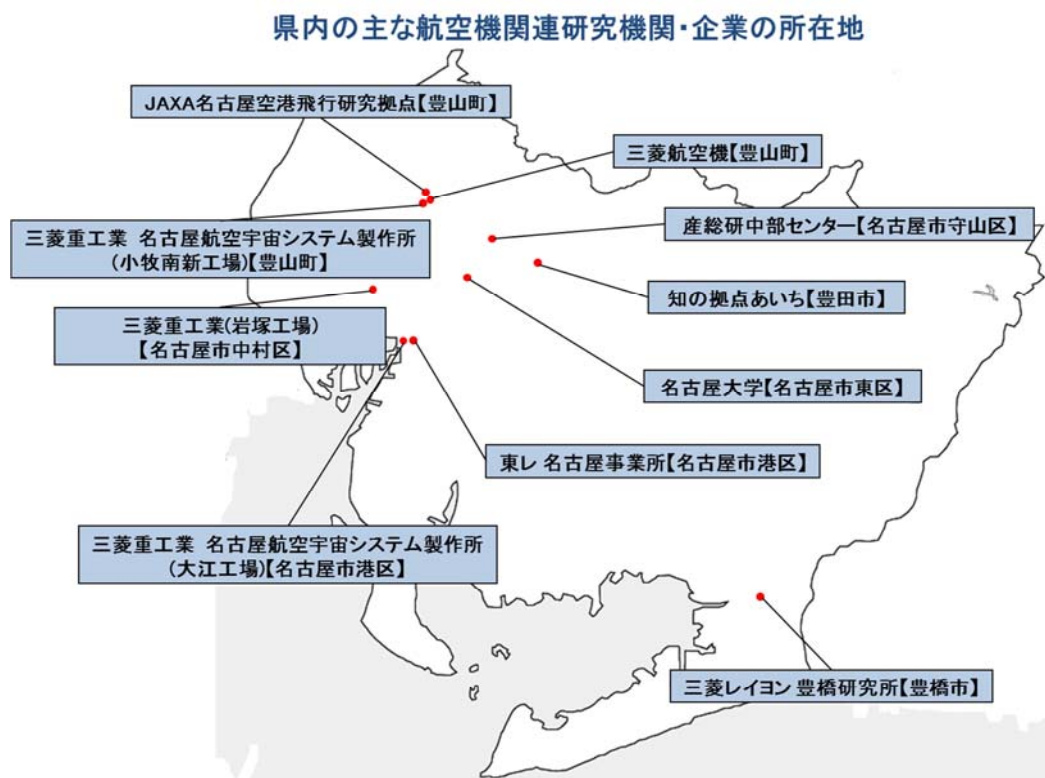 県内の主な航空機関連研究機関･企業の所在地
JAXA名古屋空港飛行研究拠点【豊山町】
三菱航空機【豊山町】
三菱重工業 名古屋航空宇宙システム製作所
(小牧南新工場)【豊山町】
産総研中部センター【名古屋市守山区】
知の拠点あいち【豊田市】
三菱重工業(岩塚工場)
【名古屋市中村区】
名古屋大学【名古屋市東区】
東レ 名古屋事業所【名古屋市港区】
三菱重工業 名古屋航空宇宙システム製作所
(大江工場)【名古屋市港区】
三菱レイヨン 豊橋研究所【豊橋市】